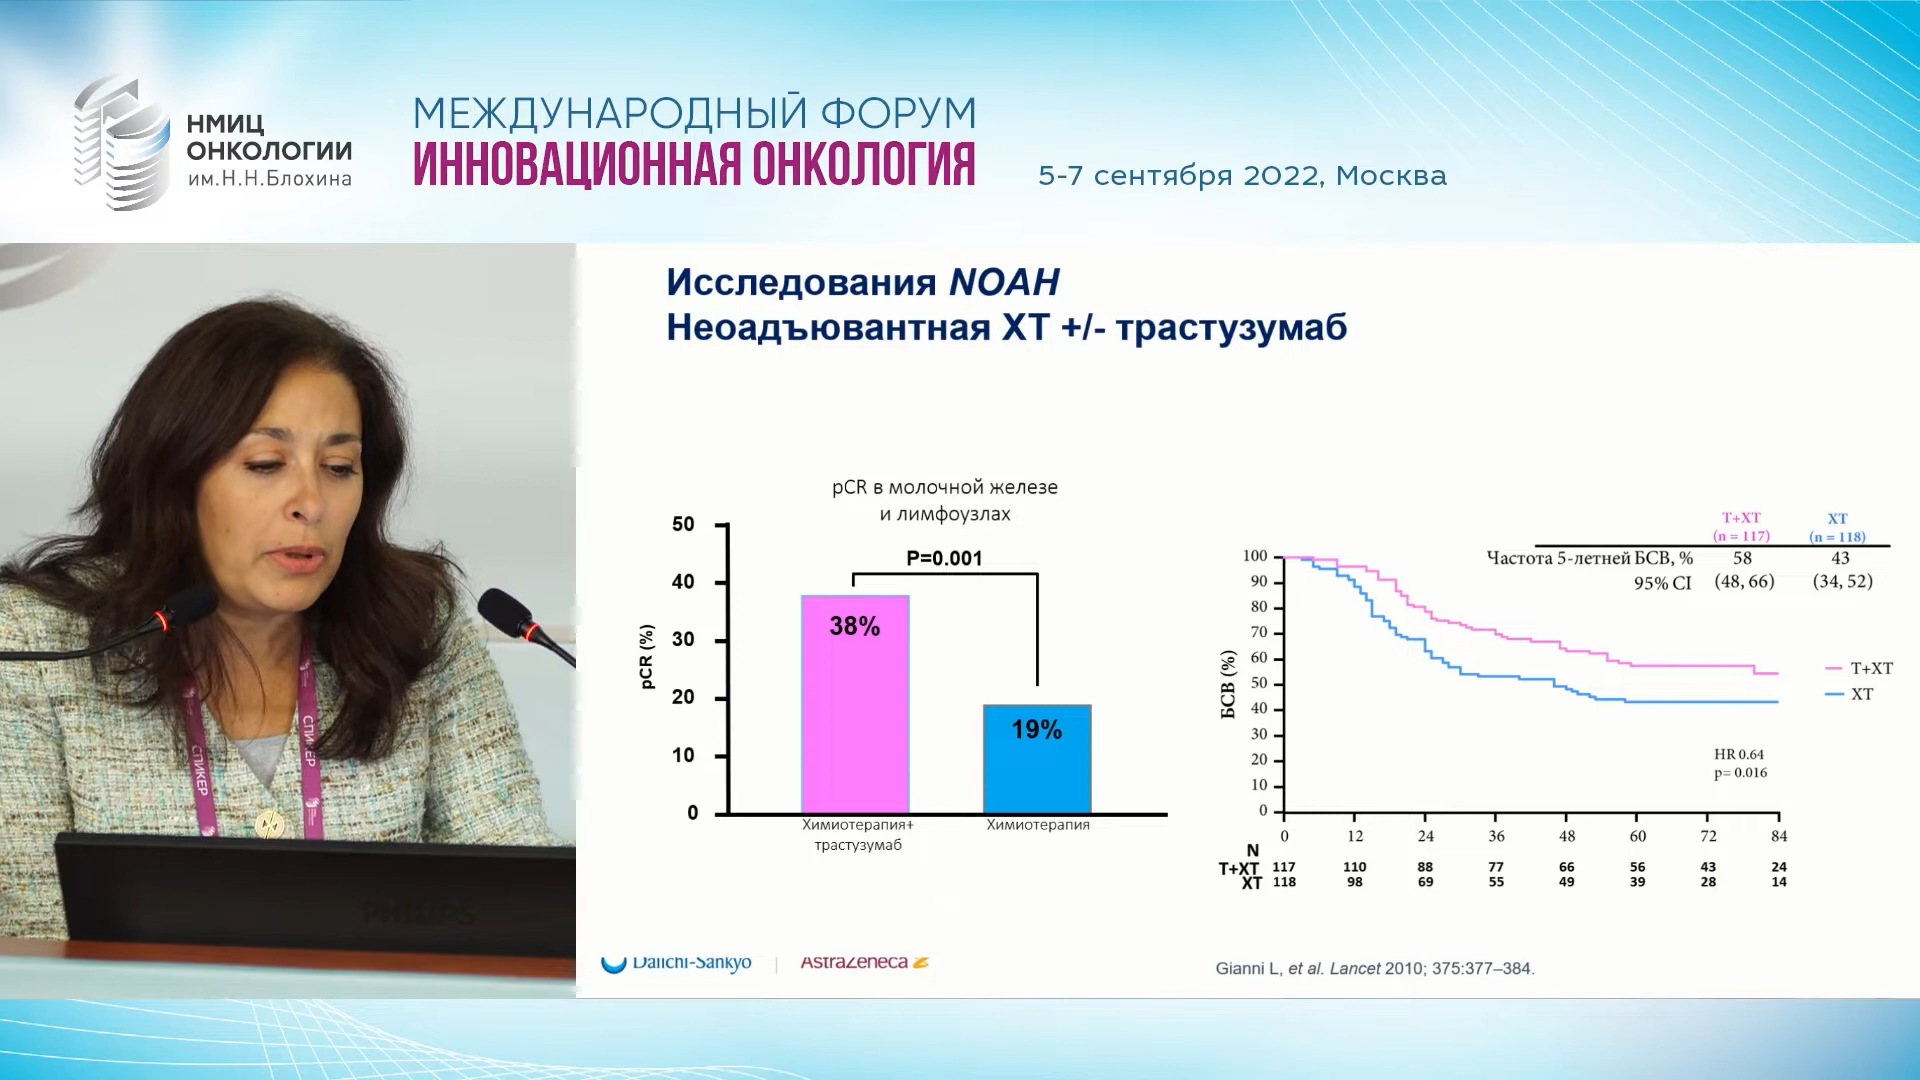 НМИЦ
ОНКОЛОГИИ
им.Н.Н.Блохина
МЕЖДУНАРОДНЫЙ ФОРУМ
ИННОВАЦИОННАЯ ОНКОЛОГИЯ
5-7 сентября 2022, Москва
Исследования NOAH
Неоадъювантная ХТ +/- трастузумаб
pCR в молочной железе
и лимфоузлах
P=0.001
pCR (%)
50
40
30
20
10
0
38%
19%
Химиотерапия+
трастузумаб
Химиотерапия
Т+ХТ
(n = 117)
ХТ
(n = 118)
Частота 5-летней БСВ, % 58 43
95% CI (48, 66) (34, 52)
БСВ (%)
100
90
80
70
60
50
40
30
20
10
0
Т+ХТ
ХТ
HR 0.64
p= 0.016
0 12 24 36 48 60 72 84
N
Т+ХТ 117 110 88 77 66 56 43 24
ХТ 118 98 69 55 49 39 28 14
Daiichi-Sankyo | AstraZeneca
Gianni L, et al. Lancet 2010; 375:377–384.
СПИКЕР
СПИКЕР
PHILIPS